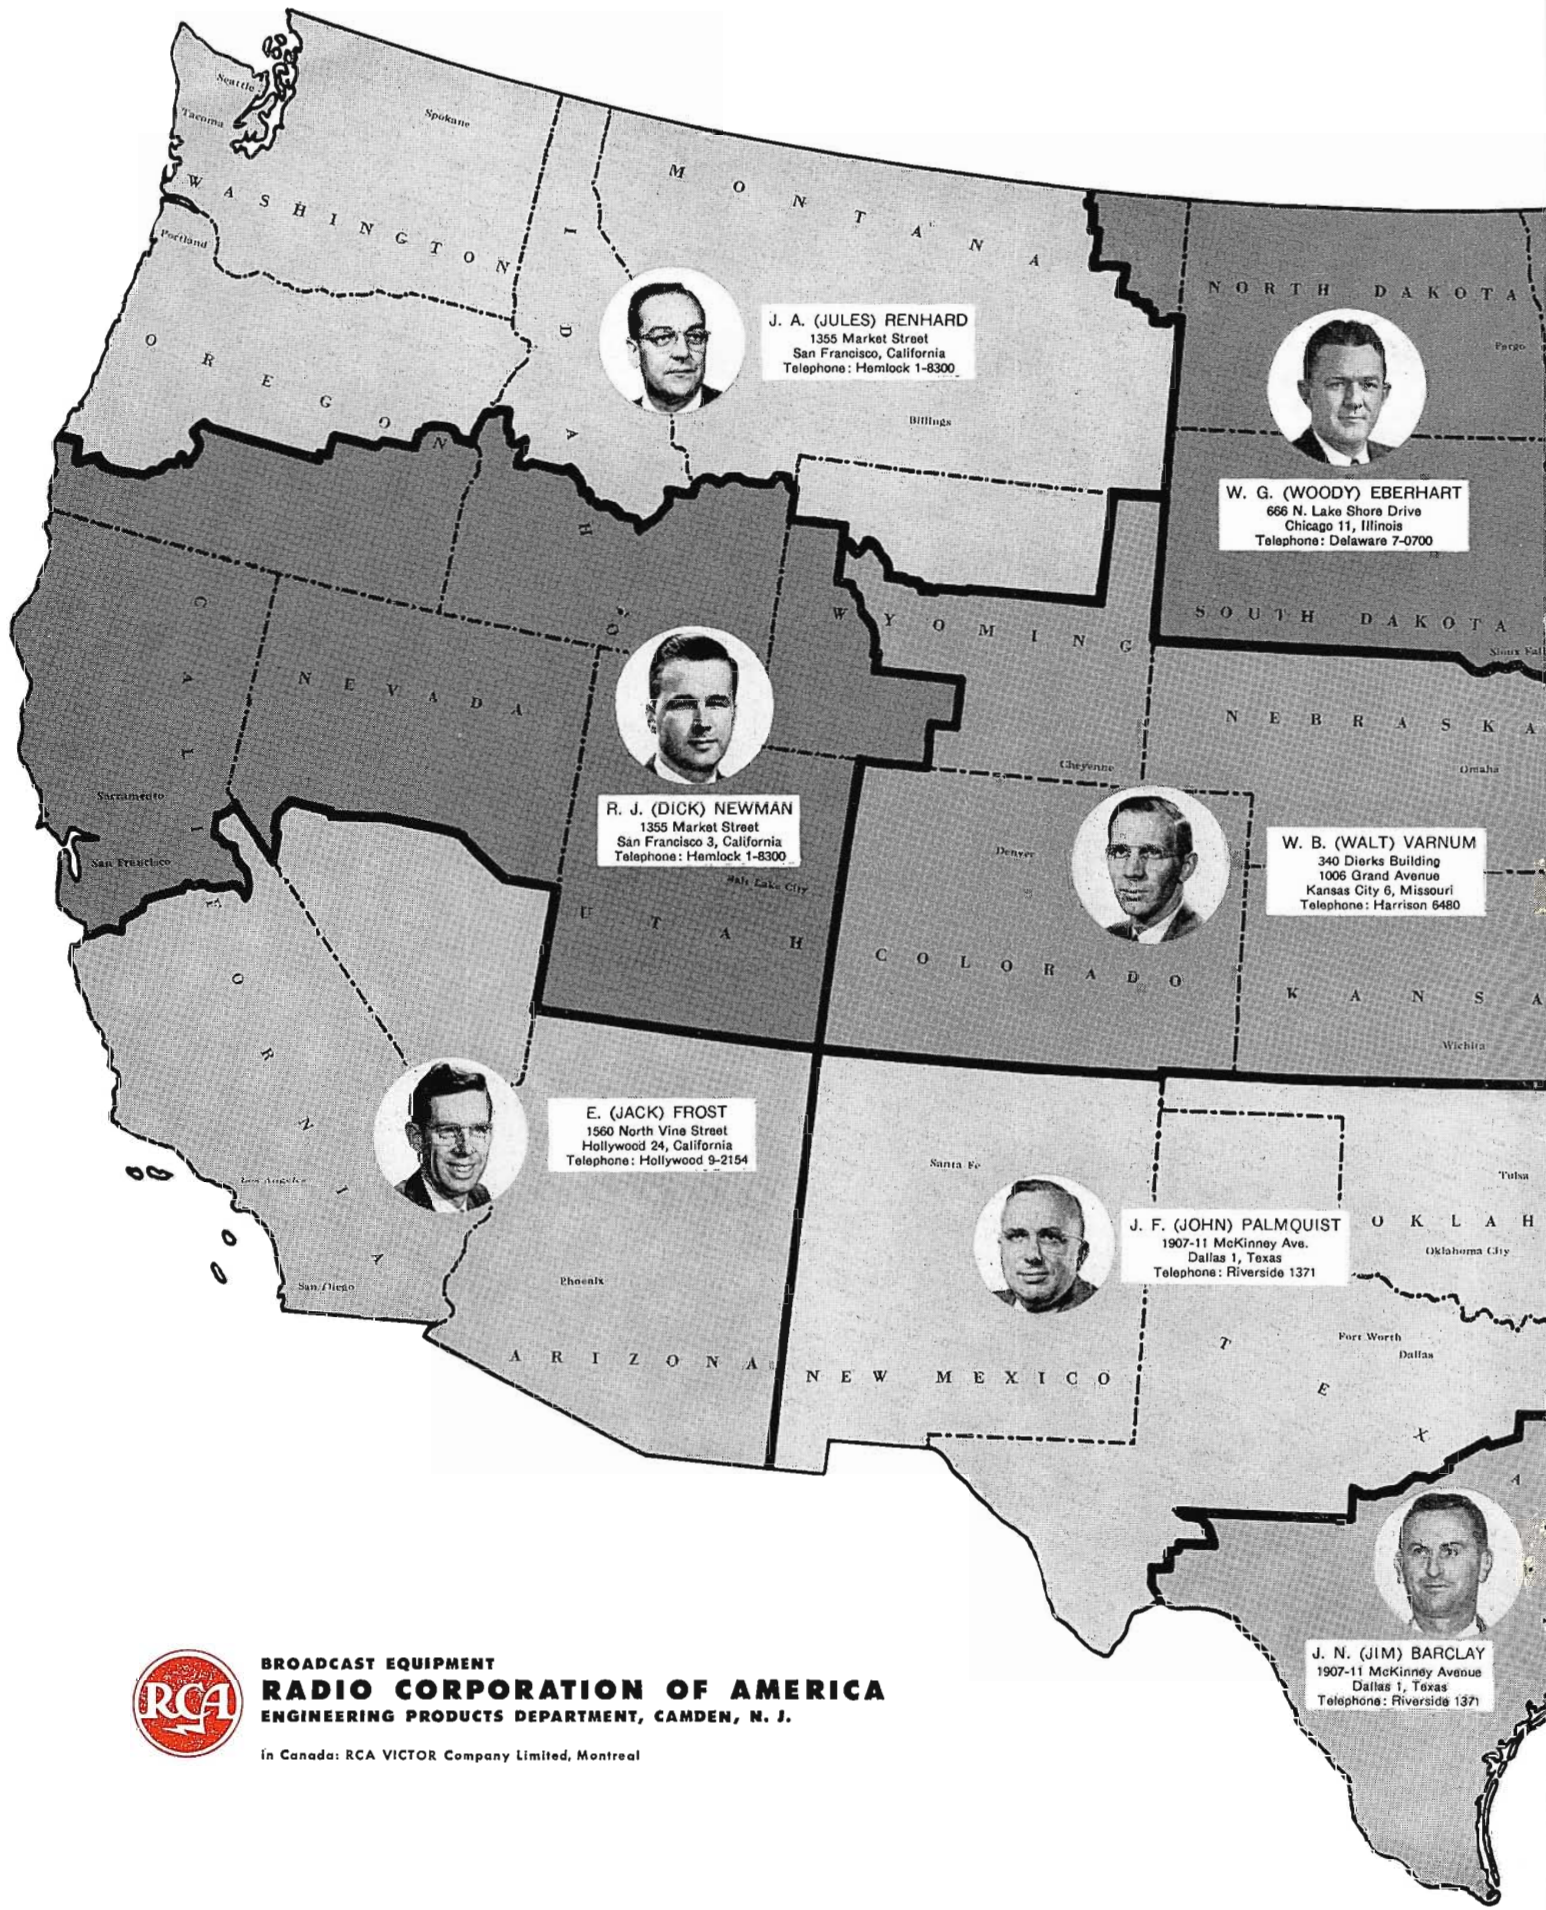 Seattle
Tacoma
Spokane
WASHINGTON
Portland
OREGON
IDAHO
MONTANA
J. A. (JULES) RENHARD
1355 Market Street
San Francisco, California
Telephone: Hemlock 1-8300
Billings
NORTH DAKOTA
Fargo
W. G. (WOODY) EBERHART
666 N. Lake Shore Drive
Chicago 11, Illinois
Telephone: Delaware 7-0700
SOUTH DAKOTA
Sioux Fal
WYOMING
Cheyenne
NEBRASKA
Omaha
CALIFORNIA
NEVADA
Sacramento
San Francisco
R. J. (DICK) NEWMAN
1355 Market Street
San Francisco 3, California
Telephone: Hemlock 1-8300
Salt Lake City
UTAH
Denver
COLORADO
W. B. (WALT) VARNUM
340 Dierks Building
1006 Grand Avenue
Kansas City 6, Missouri
Telephone: Harrison 6480
KANSA
Wichita
E. (JACK) FROST
1560 North Vine Street
Hollywood 24, California
Telephone: Hollywood 9-2154
Los Angeles
San Diego
Phoenix
ARIZONA
Santa Fe
NEW MEXICO
J. F. (JOHN) PALMQUIST
1907-11 McKinney Ave.
Dallas 1, Texas
Telephone: Riverside 1371
Tulsa
OKLAH
Oklahoma City
Fort Worth
Dallas
TEXA
J. N. (JIM) BARCLAY
1907-11 McKinney Avenue
Dallas 1, Texas
Telephone: Riverside 1371
RCA
BROADCAST EQUIPMENT
RADIO CORPORATION OF AMERICA
ENGINEERING PRODUCTS DEPARTMENT, CAMDEN, N. J.
in Canada: RCA VICTOR Company Limited, Montreal